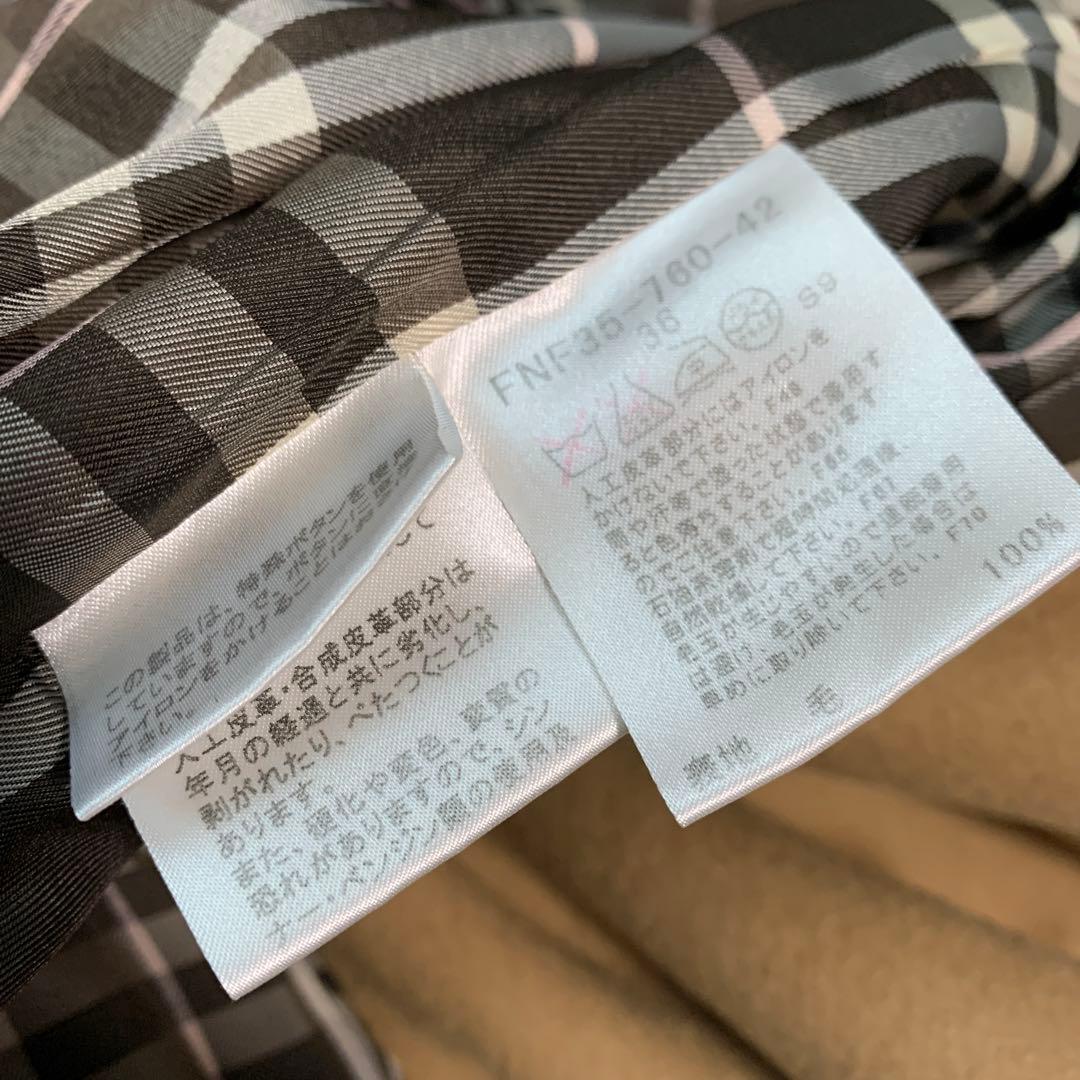 この製品は、特殊ボタンを使用
していますので、ボタンには必ず
アイロンをかける
人工皮革・合成皮革部分は
年月の経過と共に劣化し、
剥がれたり、べたつくことが
あります。
また、硬化や変色、変質の
恐れがありますので、シン
ナー・ベンジン類の使用及
FNF35-760-42
36
S9
人工皮革部分にはアイロンを
かけないで下さい。F48
雨や汗等で湿った状態で着用す
ると色落ちすることがあります
のでご注意下さい。F66
石油系溶剤で短時間処理後、
自然乾燥して下さい。F67
は毛玉が生じやすいので連続着用
は避け、毛玉が発生した場合は
早めに取り除いて下さい。F70
表地 毛 100%